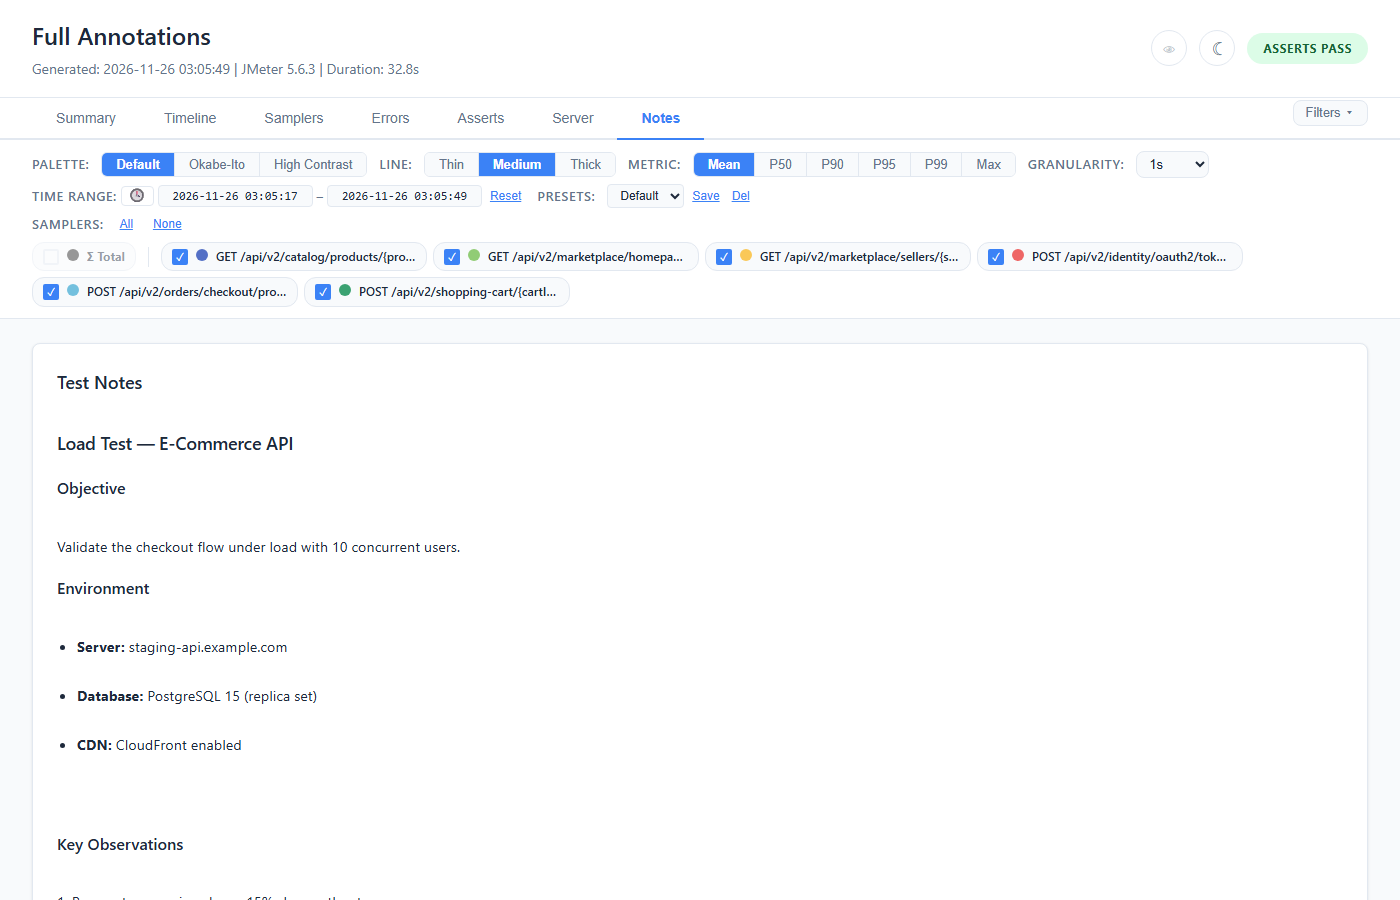 Full Annotations
Generated: 2026-11-26 03:05:49 | JMeter 5.6.3 | Duration: 32.8s
ASSERTS PASS
Summary Timeline Samplers Errors Asserts Server Notes Filters
PALETTE: Default Okabe-Ito High Contrast LINE: Thin Medium Thick METRIC: Mean P50 P90 P95 P99 Max GRANULARITY: 1s
TIME RANGE: 2026-11-26 03:05:17 – 2026-11-26 03:05:49 Reset PRESETS: Default Save Del
SAMPLERS: All None
Σ Total GET /api/v2/catalog/products/{pro... GET /api/v2/marketplace/homepa... GET /api/v2/marketplace/sellers/{s... POST /api/v2/identity/oauth2/tok...
POST /api/v2/orders/checkout/pro... POST /api/v2/shopping-cart/{cartI...
Test Notes
Load Test — E-Commerce API
Objective
Validate the checkout flow under load with 10 concurrent users.
Environment
• Server: staging-api.example.com
• Database: PostgreSQL 15 (replica set)
• CDN: CloudFront enabled
Key Observations